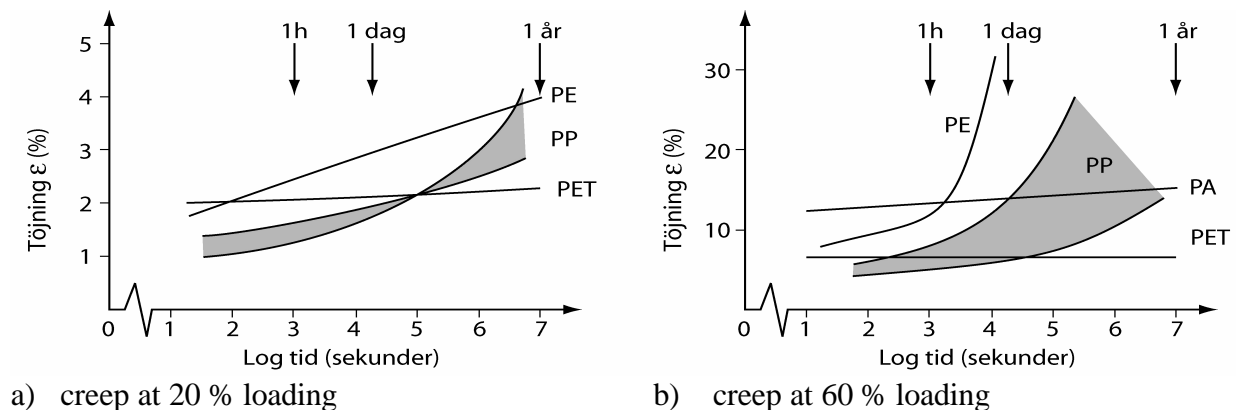 1h 1 dag 1 år
5
4
3
2
1
PE
PP
PET
Töjning ε (%)
0 1 2 3 4 5 6 7
Log tid (sekunder)
a) creep at 20 % loading
1h 1 dag 1 år
30
20
10
PE
PP
PA
PET
Töjning ε (%)
0 1 2 3 4 5 6 7
Log tid (sekunder)
b) creep at 60 % loading